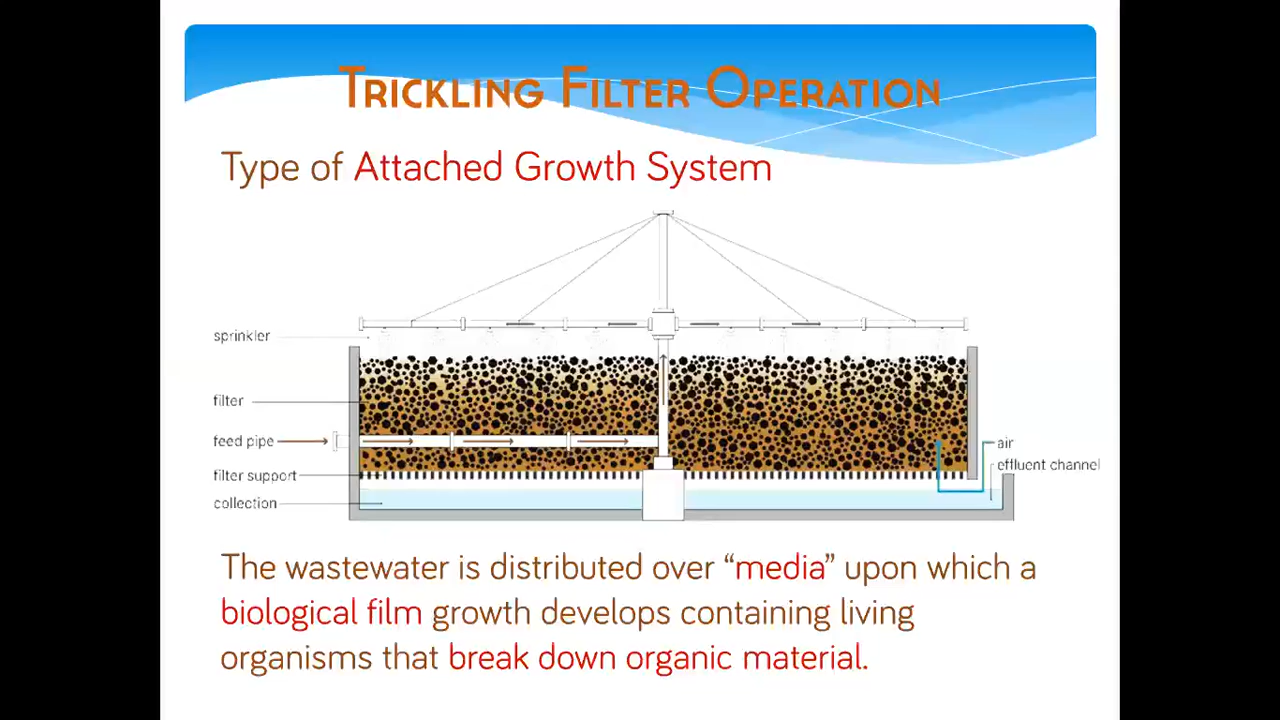 Trickling Filter Operation
Type of Attached Growth System
sprinkler
filter
feed pipe
filter support
collection
air
effluent channel
The wastewater is distributed over “media” upon which a
biological film growth develops containing living
organisms that break down organic material.